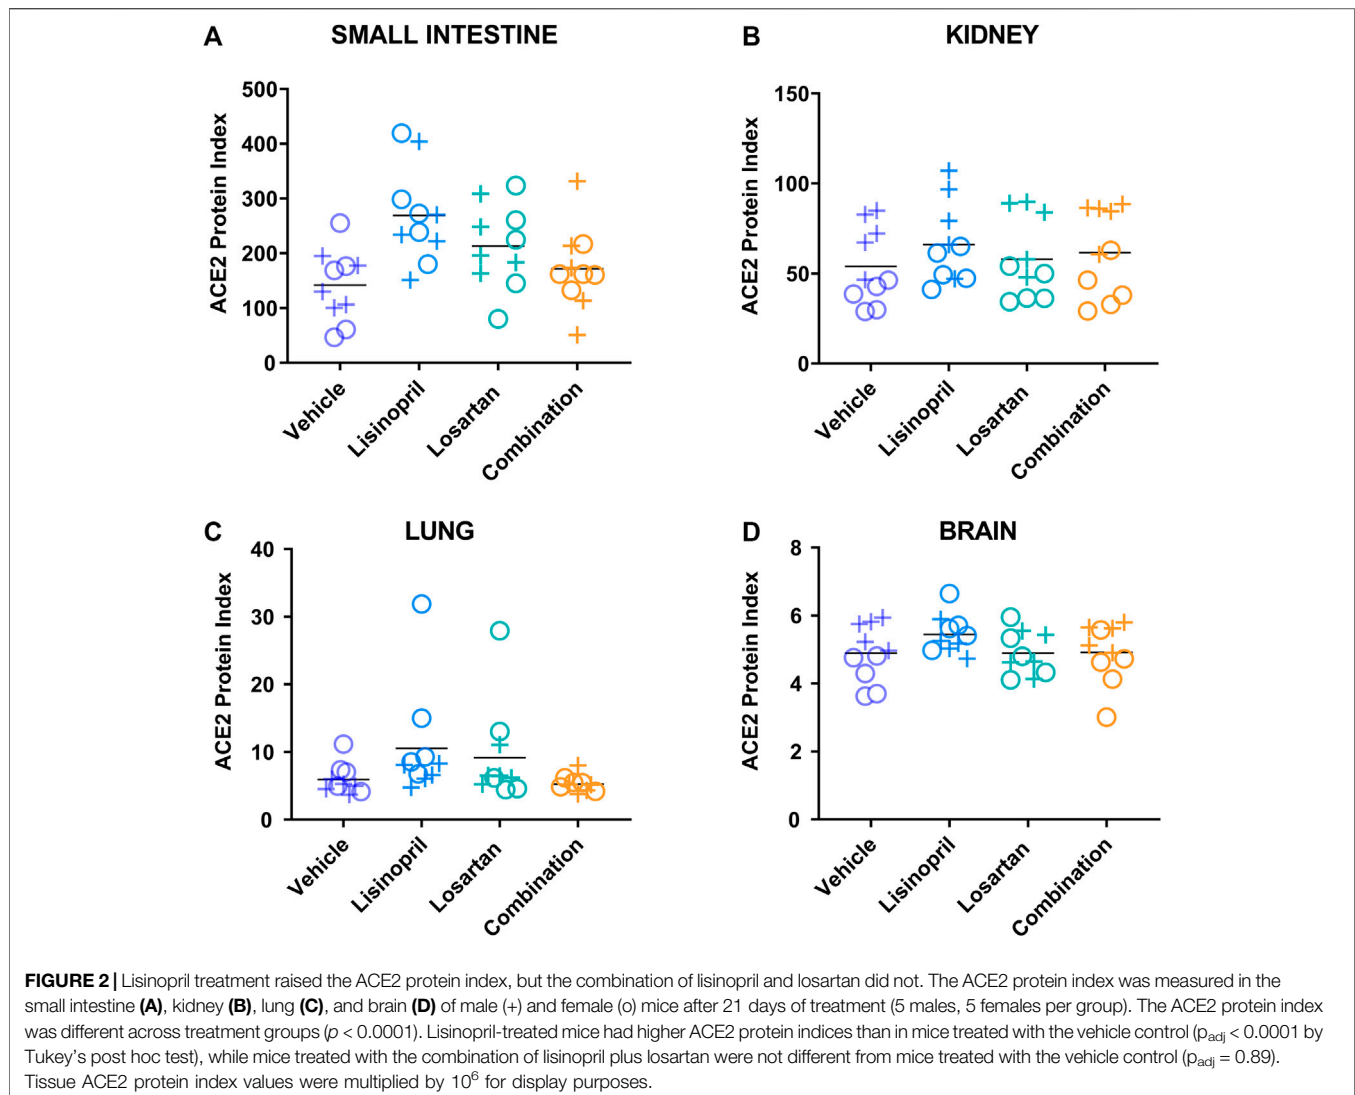 A
SMALL INTESTINE
ACE2 Protein Index
500
400
300
200
100
0
Vehicle
Lisinopril
Losartan
Combination
B
KIDNEY
ACE2 Protein Index
150
100
50
0
Vehicle
Lisinopril
Losartan
Combination
C
LUNG
ACE2 Protein Index
40
30
20
10
0
Vehicle
Lisinopril
Losartan
Combination
D
BRAIN
ACE2 Protein Index
8
6
4
2
0
Vehicle
Lisinopril
Losartan
Combination
FIGURE 2 | Lisinopril treatment raised the ACE2 protein index, but the combination of lisinopril and losartan did not. The ACE2 protein index was measured in the
small intestine (A), kidney (B), lung (C), and brain (D) of male (+) and female (o) mice after 21 days of treatment (5 males, 5 females per group). The ACE2 protein index
was different across treatment groups (p < 0.0001). Lisinopril-treated mice had higher ACE2 protein indices than in mice treated with the vehicle control (padj < 0.0001 by
Tukey's post hoc test), while mice treated with the combination of lisinopril plus losartan were not different from mice treated with the vehicle control (padj = 0.89).
Tissue ACE2 protein index values were multiplied by 10⁶ for display purposes.